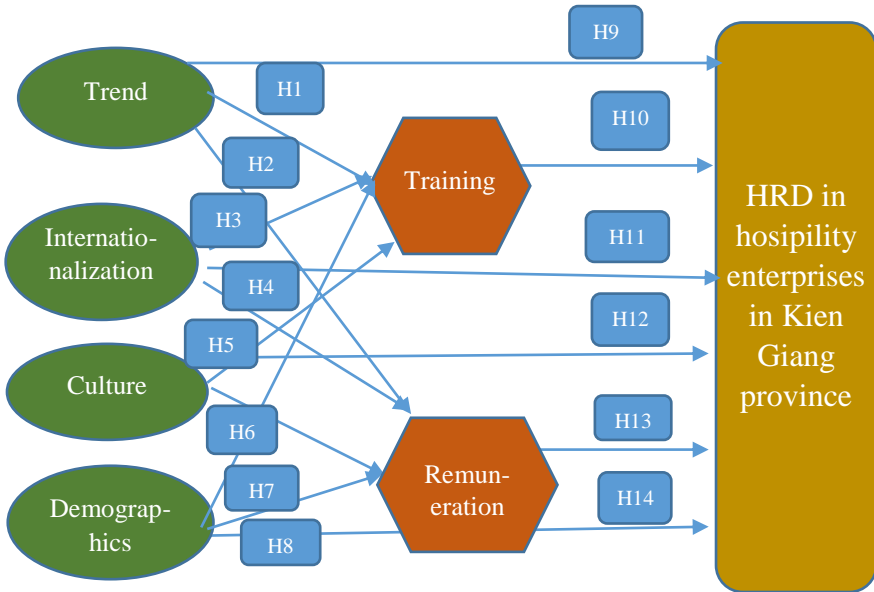 H9
Trend
H1
H10
H2
Training
H3
Internatio-
nalization
H11
H4
HRD in
hosipility
enterprises
in Kien
Giang
province
H12
H5
Culture
H6
H13
Remun-
eration
H7
H14
Demograp-
hics
H8